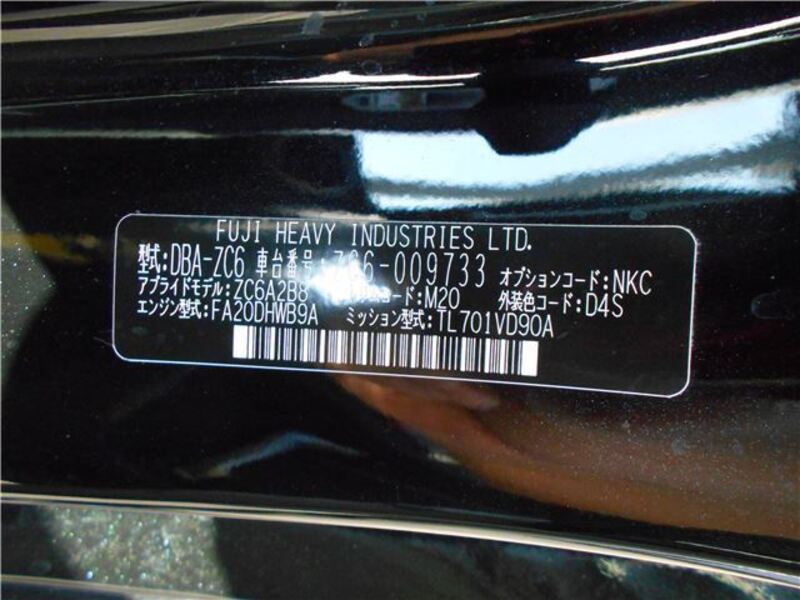 FUJI HEAVY INDUSTRIES LTD.
型式:DBA-ZC6 車台番号:ZC6-009733 オプションコード:NKC
アプライドモデル:ZC6A2B8 コード:M20 外装色コード:D4S
エンジン型式:FA20DHWB9A ミッション型式:TL701VD90A